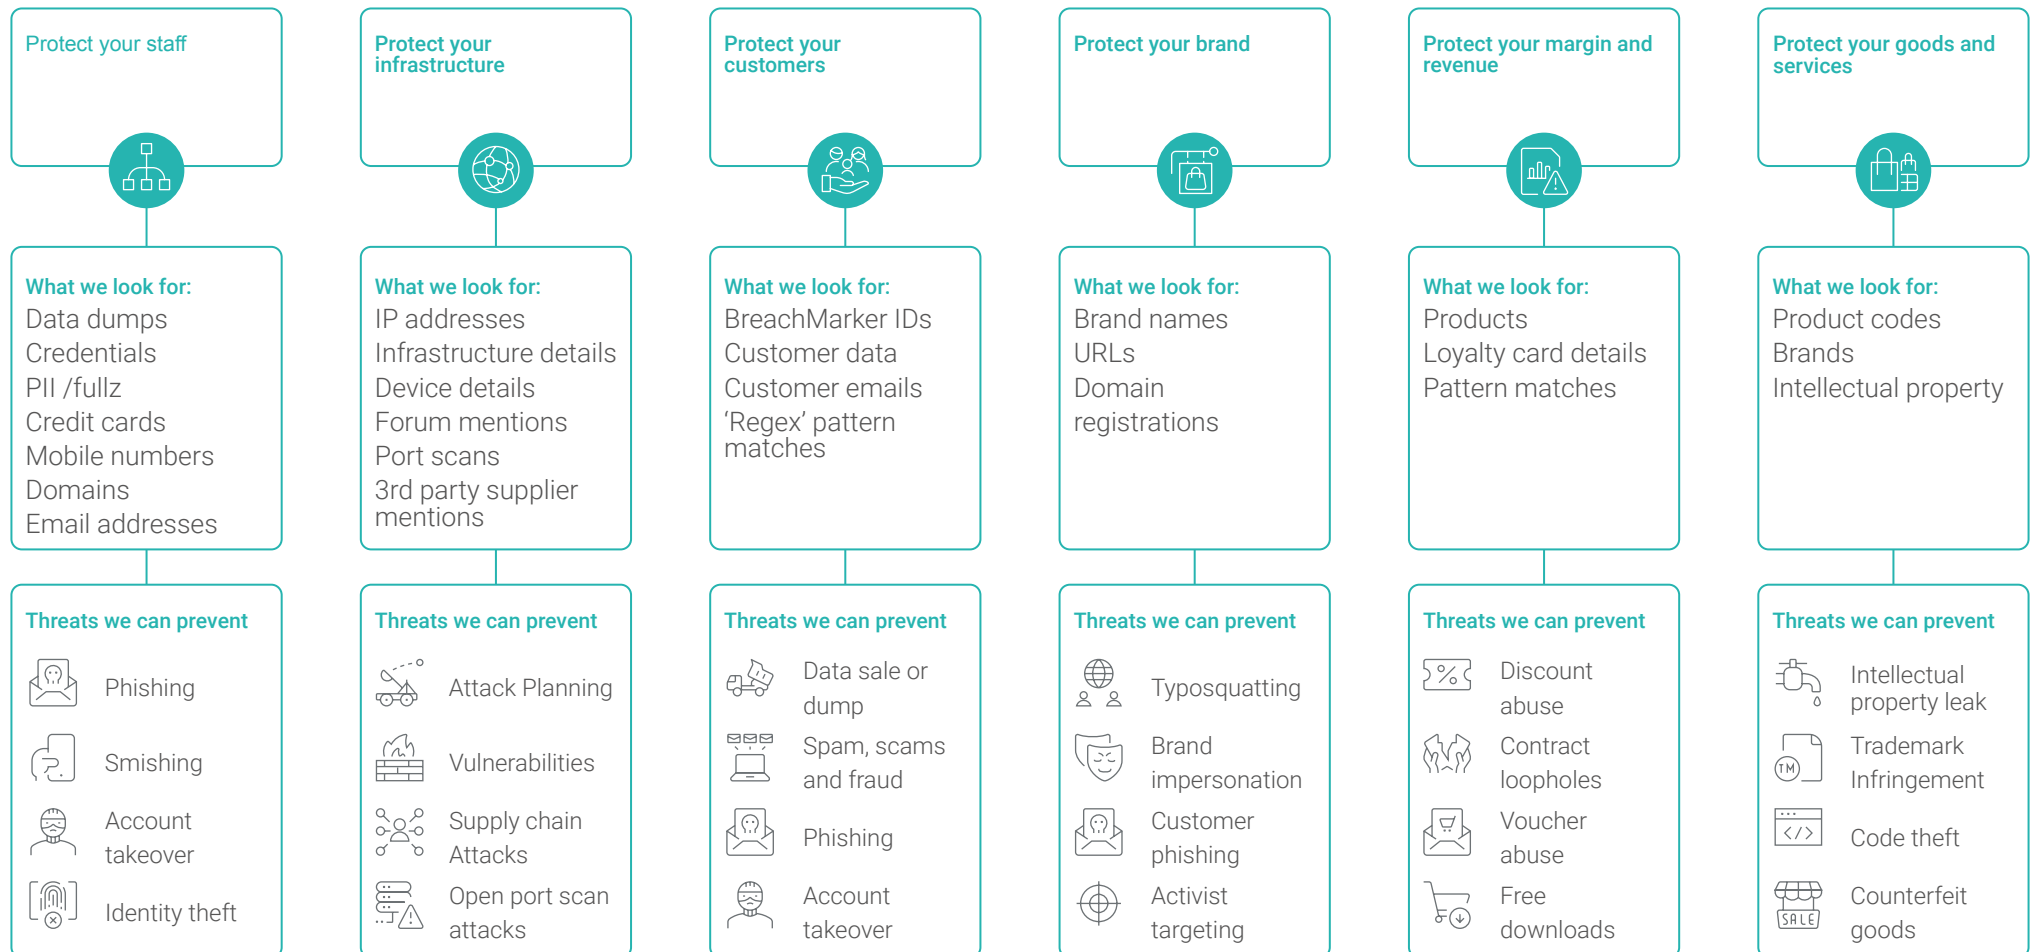 Protect your staff
What we look for:
Data dumps
Credentials
PII /fullz
Credit cards
Mobile numbers
Domains
Email addresses
Threats we can prevent
Phishing
Smishing
Account
takeover
Identity theft
Protect your
infrastructure
What we look for:
IP addresses
Infrastructure details
Device details
Forum mentions
Port scans
3rd party supplier
mentions
Threats we can prevent
Attack Planning
Vulnerabilities
Supply chain
Attacks
Open port scan
attacks
Protect your
customers
What we look for:
BreachMarker IDs
Customer data
Customer emails
‘Regex’ pattern
matches
Threats we can prevent
Data sale or
dump
Spam, scams
and fraud
Phishing
Account
takeover
Protect your brand
What we look for:
Brand names
URLs
Domain
registrations
Threats we can prevent
Typosquatting
Brand
impersonation
Customer
phishing
Activist
targeting
Protect your margin and
revenue
What we look for:
Products
Loyalty card details
Pattern matches
Threats we can prevent
%
Discount
abuse
Contract
loopholes
Voucher
abuse
Free
downloads
Protect your goods and
services
What we look for:
Product codes
Brands
Intellectual property
Threats we can prevent
Intellectual
property leak
TM
Trademark
Infringement
</>
Code theft
SALE
Counterfeit
goods